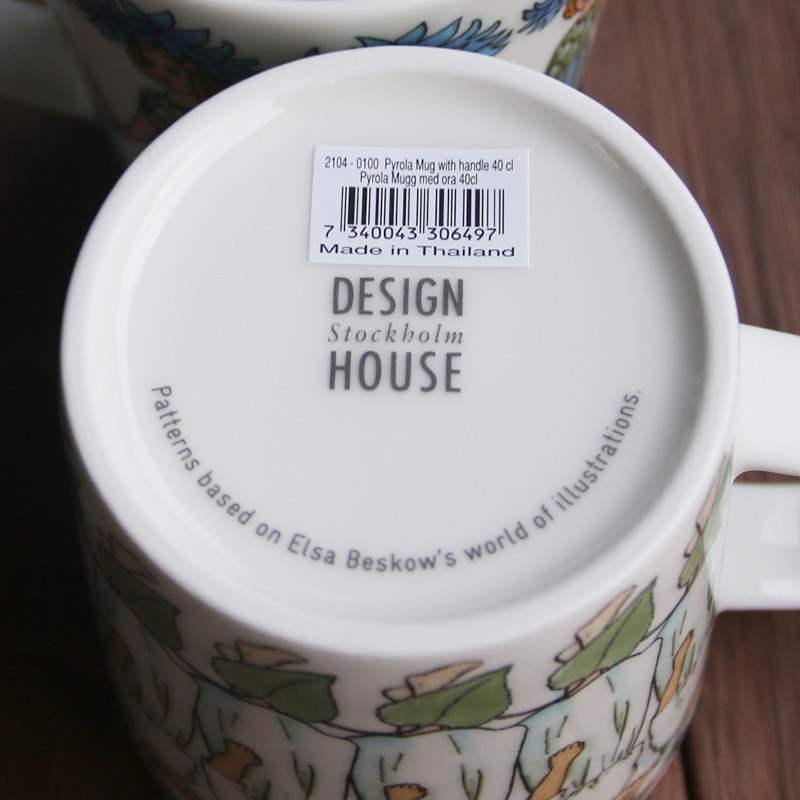 2104 - 0100 Pyrola Mug with handle 40 cl
Pyrola Mugg med ora 40cl
7 340043 306497
Made in Thailand
DESIGN
Stockholm
HOUSE
Patterns based on Elsa Beskow's world of illustrations.